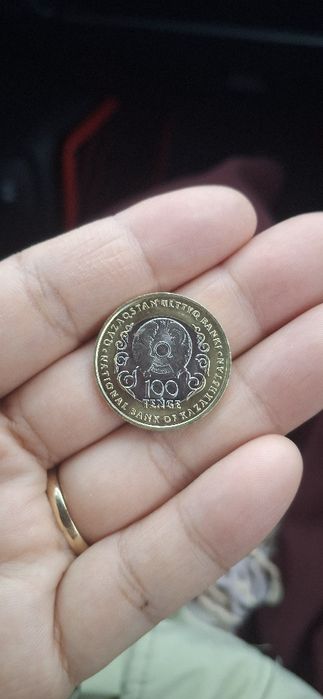 QAZAQSTAN ULTTYQ BANKI
NATIONAL BANK OF KAZAKHSTAN
100
TENGE